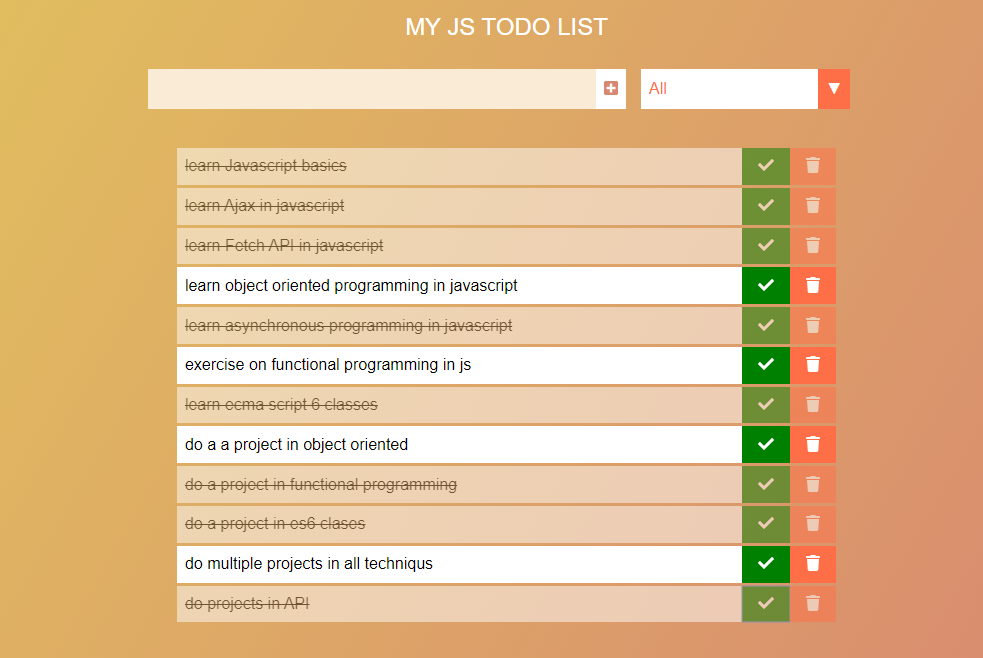 MY JS TODO LIST
All
learn Javascript basics
learn Ajax in javascript
learn Fetch API in javascript
learn object oriented programming in javascript
learn asynchronous programming in javascript
exercise on functional programming in js
learn ecma script 6 classes
do a a project in object oriented
do a project in functional programming
do a project in es6 clases
do multiple projects in all techniqus
do projects in API